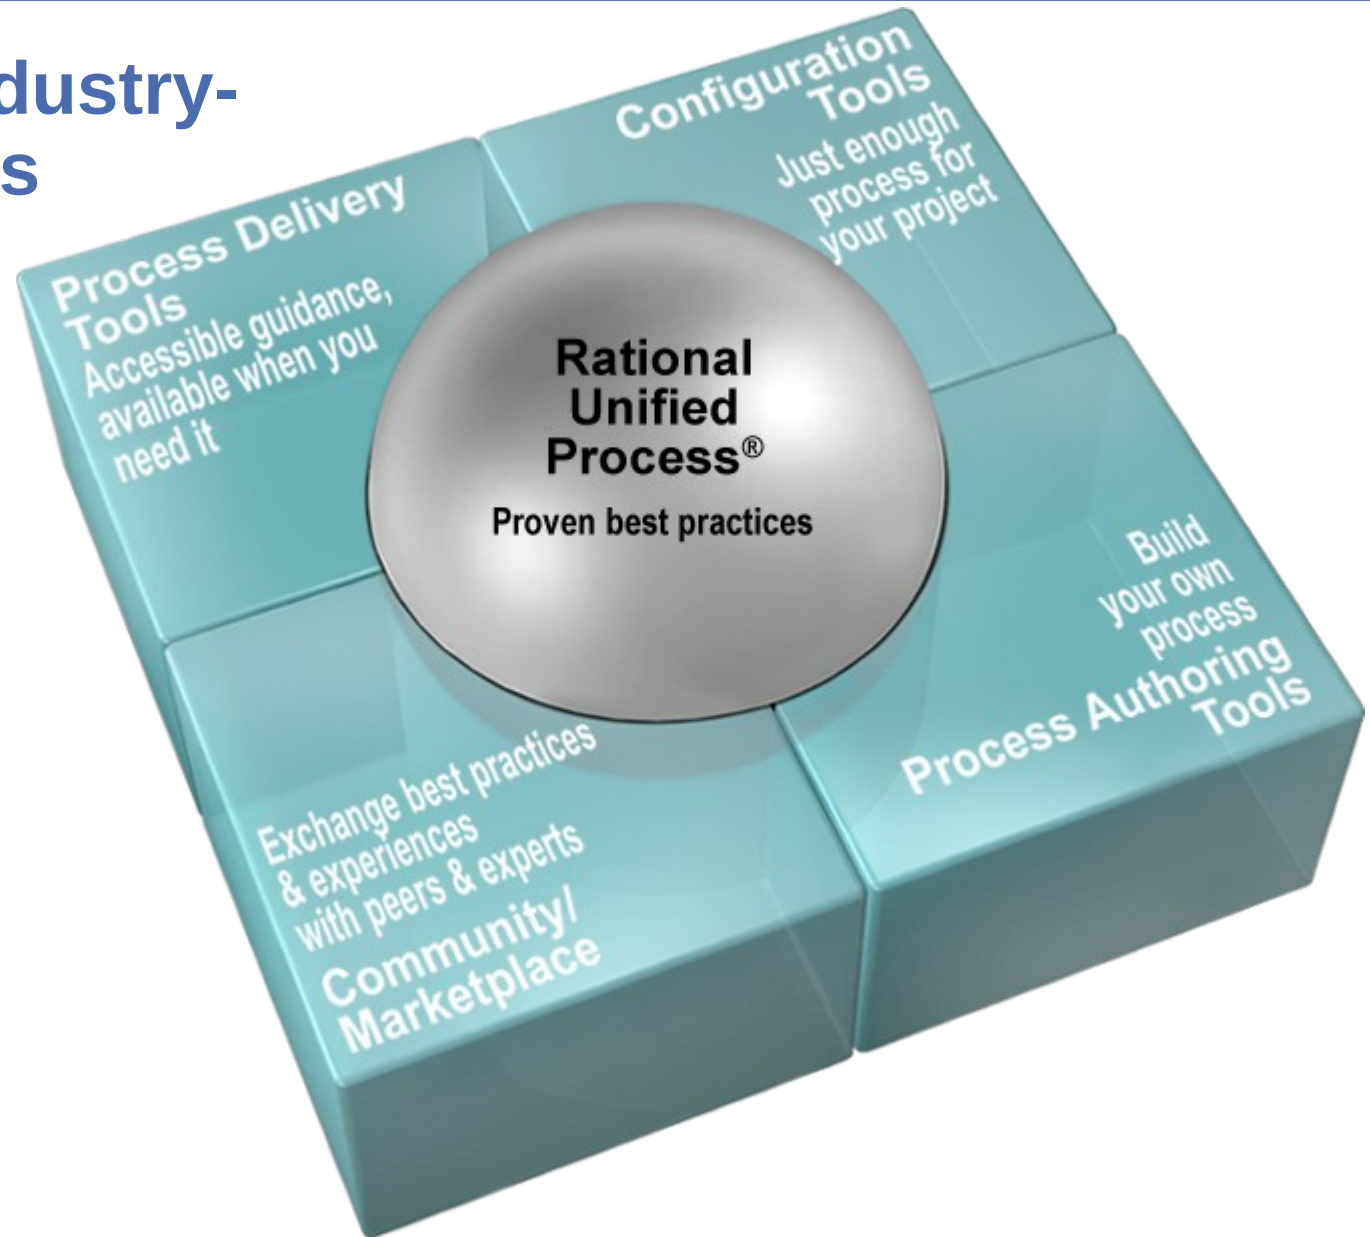 dustry-
s
Configuration
Tools
Just enough
process for
your project
Process Delivery
Tools
Accessible guidance,
available when you
need it
Rational
Unified
Process®
Proven best practices
Build
your own
process
Process Authoring
Tools
Exchange best practices
& experiences
with peers & experts
Community/
Marketplace